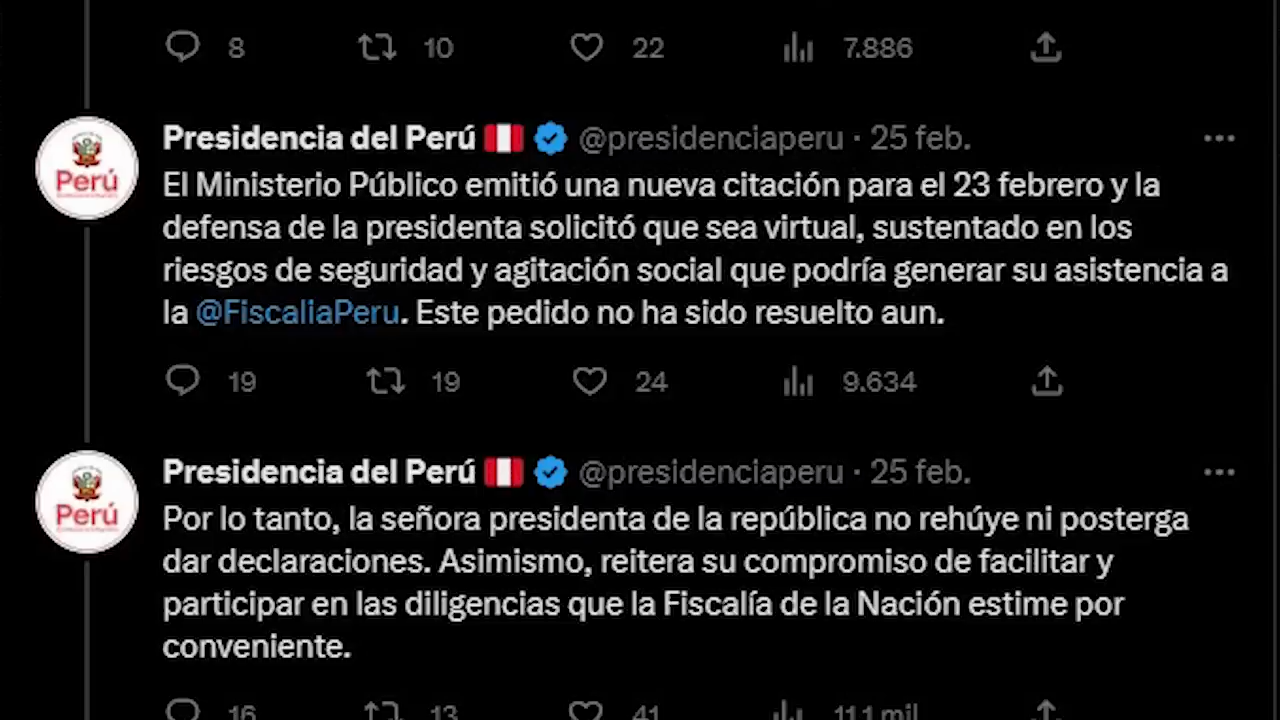 8 10 22 7.886
Presidencia del Perú @presidenciaperu · 25 feb.
Perú
El Ministerio Público emitió una nueva citación para el 23 febrero y la
defensa de la presidenta solicitó que sea virtual, sustentado en los
riesgos de seguridad y agitación social que podría generar su asistencia a
la @FiscaliaPeru. Este pedido no ha sido resuelto aun.
19 19 24 9.634
Presidencia del Perú @presidenciaperu · 25 feb.
Perú
Por lo tanto, la señora presidenta de la república no rehúye ni posterga
dar declaraciones. Asimismo, reitera su compromiso de facilitar y
participar en las diligencias que la Fiscalía de la Nación estime por
conveniente.
16 13 41 11,1 mil